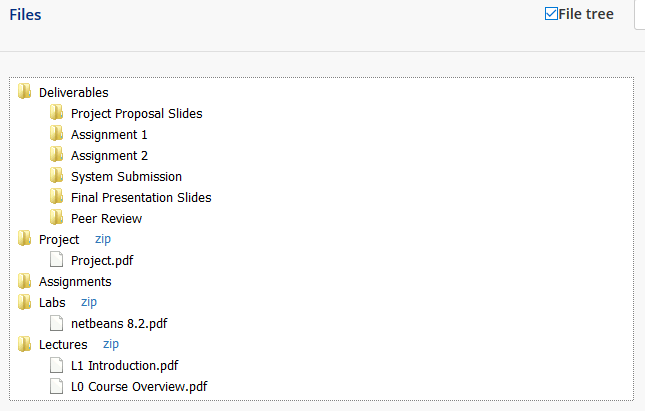 Files
File tree
Deliverables
Project Proposal Slides
Assignment 1
Assignment 2
System Submission
Final Presentation Slides
Peer Review
Project zip
Project.pdf
Assignments
Labs zip
netbeans 8.2.pdf
Lectures zip
L1 Introduction.pdf
L0 Course Overview.pdf